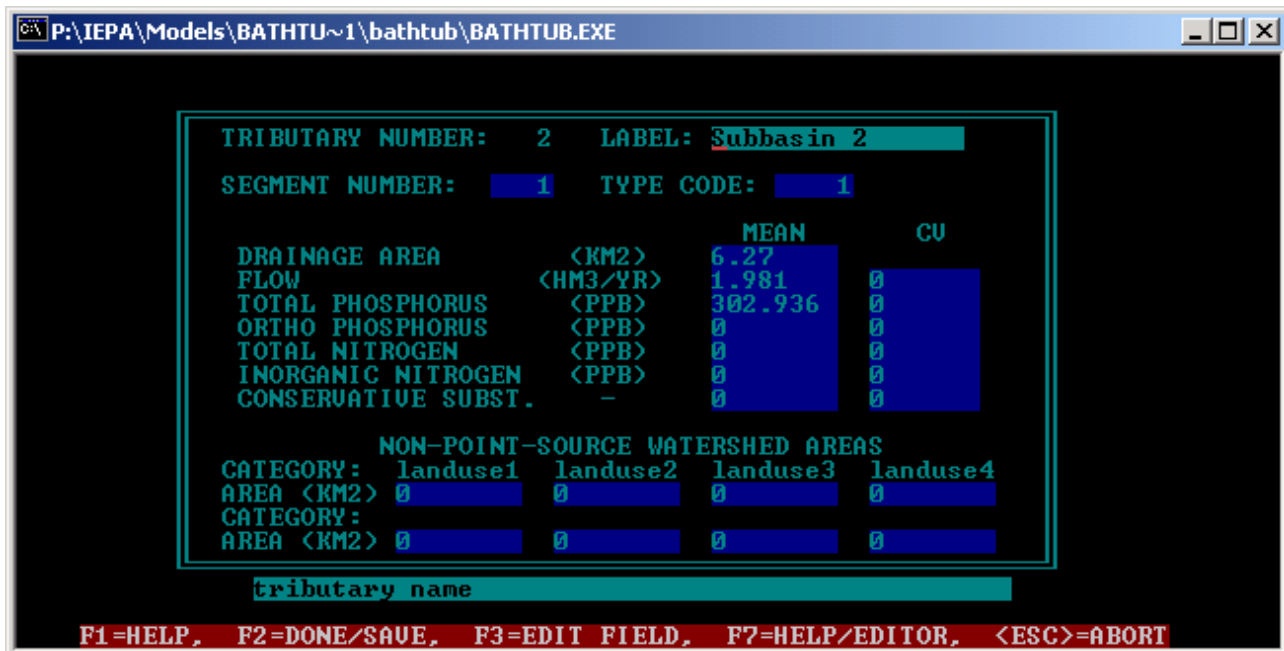 P:\IEPA\Models\BATHTU~1\bathtub\BATHTUB.EXE
TRIBUTARY NUMBER: 2 LABEL: Subbasin 2
SEGMENT NUMBER: 1 TYPE CODE: 1
MEAN CV
DRAINAGE AREA (KM2) 6.27
FLOW (HM3/YR) 1.981 0
TOTAL PHOSPHORUS (PPB) 302.936 0
ORTHO PHOSPHORUS (PPB) 0 0
TOTAL NITROGEN (PPB) 0 0
INORGANIC NITROGEN (PPB) 0 0
CONSERVATIVE SUBST. - 0 0
NON-POINT-SOURCE WATERSHED AREAS
CATEGORY: landuse1 landuse2 landuse3 landuse4
AREA (KM2) 0 0 0 0
CATEGORY:
AREA (KM2) 0 0 0 0
tributary name
F1=HELP, F2=DONE/SAVE, F3=EDIT FIELD, F7=HELP/EDITOR, <ESC>=ABORT